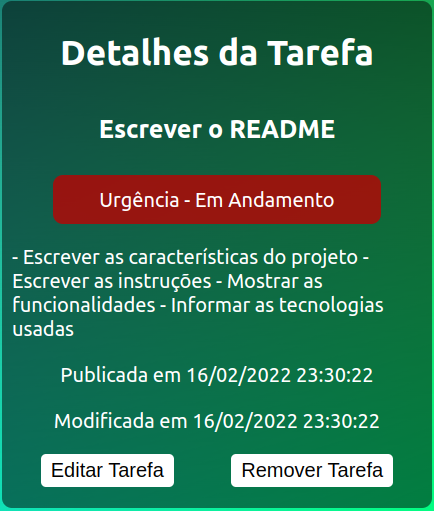 Detalhes da Tarefa
Escrever o README
Urgência - Em Andamento
- Escrever as características do projeto -
Escrever as instruções - Mostrar as
funcionalidades - Informar as tecnologias
usadas
Publicada em 16/02/2022 23:30:22
Modificada em 16/02/2022 23:30:22
Editar Tarefa Remover Tarefa